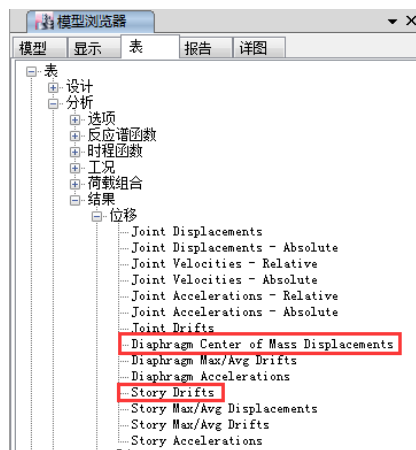 模型浏览器
模型 显示 表 报告 详图
表
设计
分析
选项
反应谱函数
时程函数
工况
荷载组合
结果
位移
Joint Displacements
Joint Displacements - Absolute
Joint Velocities - Relative
Joint Velocities - Absolute
Joint Accelerations - Relative
Joint Accelerations - Absolute
Joint Drifts
Diaphragm Center of Mass Displacements
Diaphragm Max/Avg Drifts
Diaphragm Accelerations
Story Drifts
Story Max/Avg Displacements
Story Max/Avg Drifts
Story Accelerations